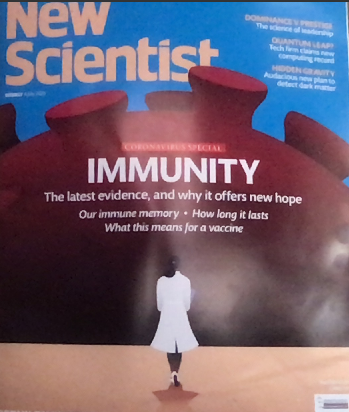 New
Scientist
DOMINANCE V PRESTIGE
The science of leadership
QUANTUM LEAP?
Tech firm claims new
computing record
HIDDEN GRAVITY
Audacious new plan to
detect dark matter
CORONAVIRUS SPECIAL
IMMUNITY
The latest evidence, and why it offers new hope
Our immune memory • How long it lasts
What this means for a vaccine